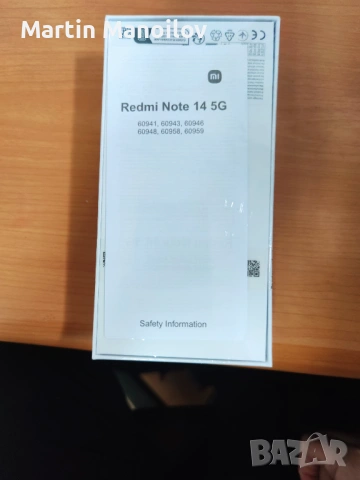 Martin Manoilov
mi
Redmi Note 14 5G
60941, 60943, 60946
60948, 60958, 60959
Safety Information
BAZAR